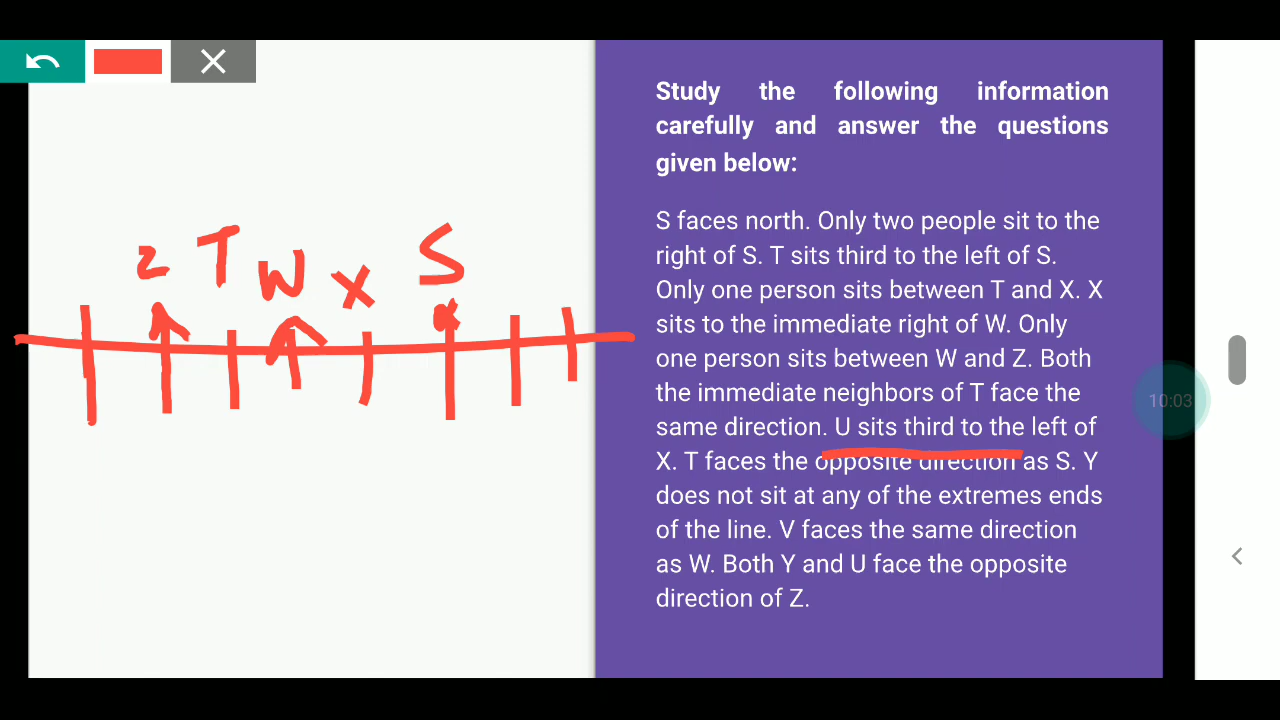 Study the following information
carefully and answer the questions
given below:
S faces north. Only two people sit to the
right of S. T sits third to the left of S.
Only one person sits between T and X. X
sits to the immediate right of W. Only
one person sits between W and Z. Both
the immediate neighbors of T face the
same direction. U sits third to the left of
X. T faces the opposite direction as S. Y
does not sit at any of the extremes ends
of the line. V faces the same direction
as W. Both Y and U face the opposite
direction of Z.
Z T W X S
10:03